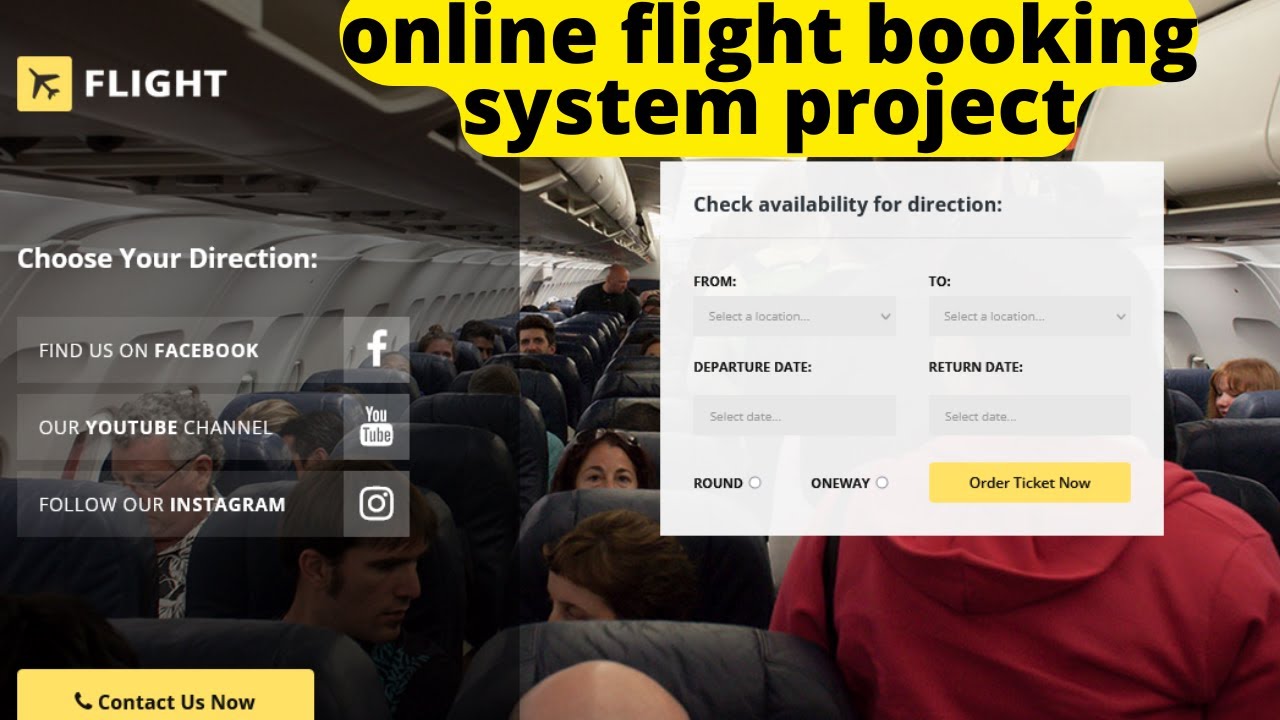 online flight booking
system project
FLIGHT
Choose Your Direction:
FIND US ON FACEBOOK
f
OUR YOUTUBE CHANNEL
You
Tube
FOLLOW OUR INSTAGRAM
Contact Us Now
Check availability for direction:
FROM: TO:
Select a location... Select a location...
DEPARTURE DATE: RETURN DATE:
Select date... Select date...
ROUND ONEWAY Order Ticket Now